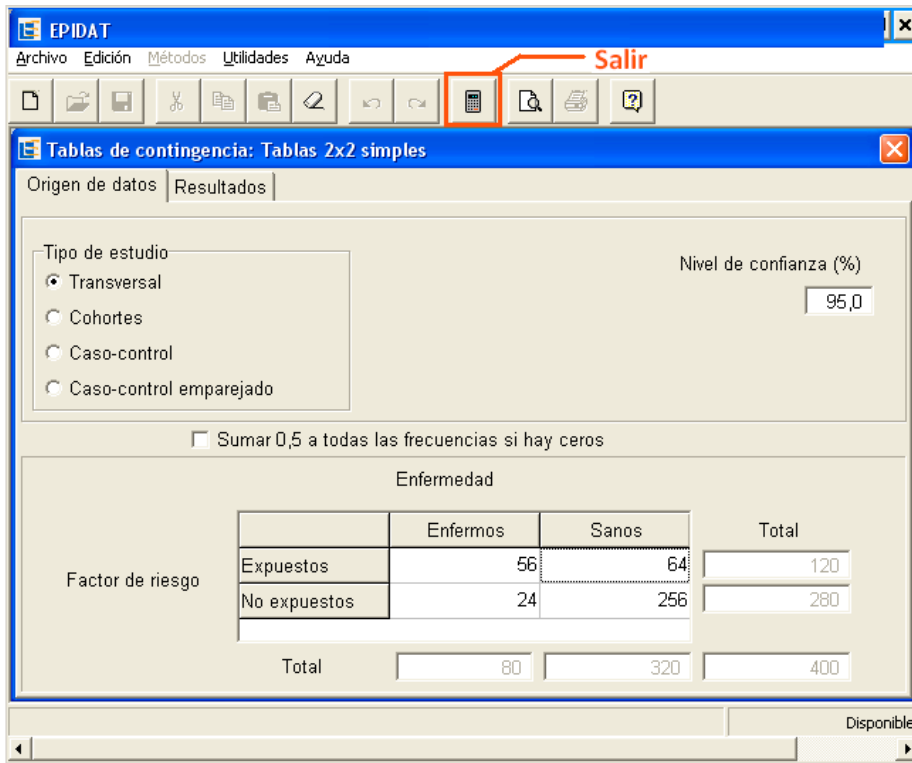 EPIDAT
Archivo Edición Métodos Utilidades Ayuda
Salir
Tablas de contingencia: Tablas 2x2 simples
Origen de datos Resultados
Tipo de estudio
Transversal
Cohortes
Caso-control
Caso-control emparejado
Nivel de confianza (%)
95,0
Sumar 0,5 a todas las frecuencias si hay ceros
Enfermedad
Enfermos Sanos Total
Factor de riesgo
Expuestos 56 64 120
No expuestos 24 256 280
Total 80 320 400
Disponible